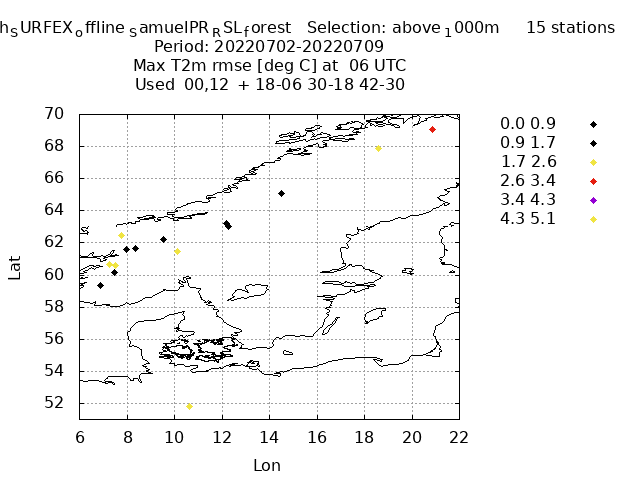 hSURFEXoffline SamuelPRRSLforest Selection: above1000m 15 stations
Period: 20220702-20220709
Max T2m rmse [deg C] at 06 UTC
Used 00,12 + 18-06 30-18 42-30
70
68
66
64
62
60
58
56
54
52
6 8 10 12 14 16 18 20 22
Lat
Lon
0.0 0.9
0.9 1.7
1.7 2.6
2.6 3.4
3.4 4.3
4.3 5.1